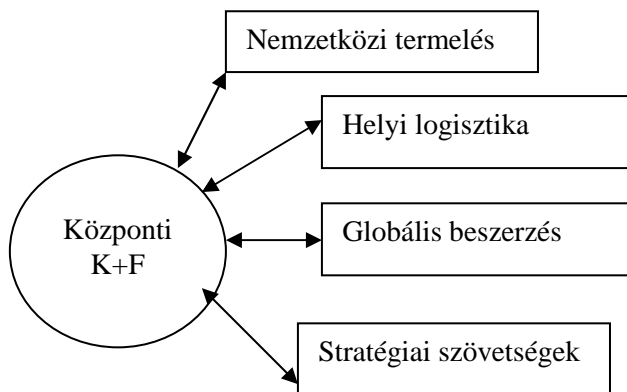 Nemzetközi termelés
Helyi logisztika
Központi
K+F
Globális beszerzés
Stratégiai szövetségek